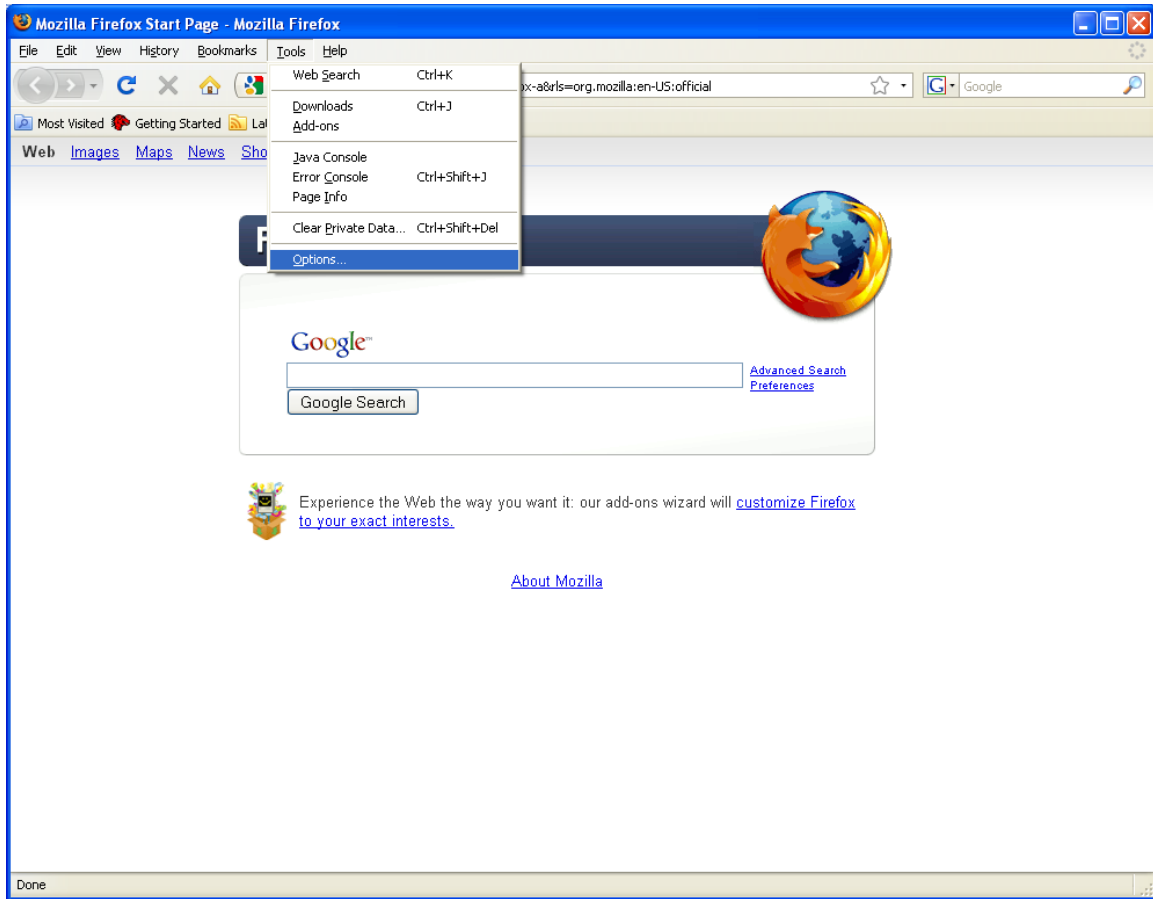 Mozilla Firefox Start Page - Mozilla Firefox
File Edit View History Bookmarks Tools Help
Web Search Ctrl+K
Downloads Ctrl+J
Add-ons
Java Console
Error Console Ctrl+Shift+J
Page Info
Clear Private Data... Ctrl+Shift+Del
Options...
-a8rls=org.mozilla:en-US:official
G Google
Most Visited Getting Started
Web Images Maps News
Google™
Advanced Search
Preferences
Google Search
Experience the Web the way you want it: our add-ons wizard will customize Firefox
to your exact interests.
About Mozilla
Done